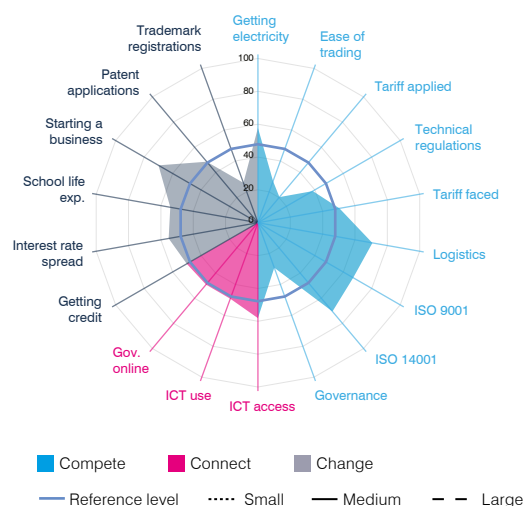 Getting
electricity
Ease of
trading
Tariff applied
Technical
regulations
Tariff faced
Logistics
ISO 9001
ISO 14001
Governance
ICT access
ICT use
Gov.
online
Getting
credit
Interest rate
spread
School life
exp.
Starting a
business
Patent
applications
Trademark
registrations
100
80
60
40
20
0
Compete
Connect
Change
Reference level
Small
Medium
Large